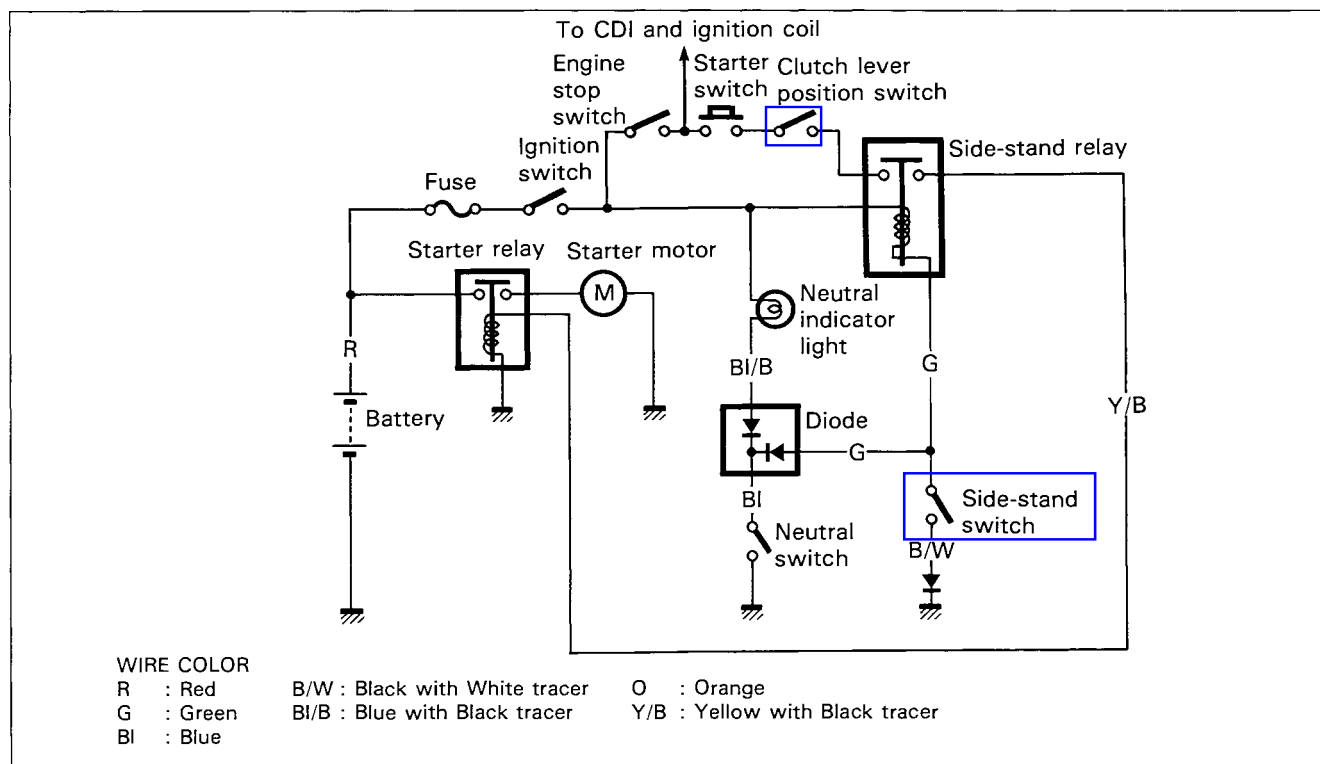 To CDI and ignition coil
Engine
stop
switch
Starter
switch
Clutch lever
position switch
Ignition
switch
Side-stand relay
Fuse
Starter relay
Starter motor
M
Neutral
indicator
light
R
Bl/B
G
Y/B
Battery
Diode
G
Bl
Side-stand
switch
Neutral
switch
B/W
WIRE COLOR
R : Red
B/W : Black with White tracer
O : Orange
G : Green
Bl/B : Blue with Black tracer
Y/B : Yellow with Black tracer
Bl : Blue